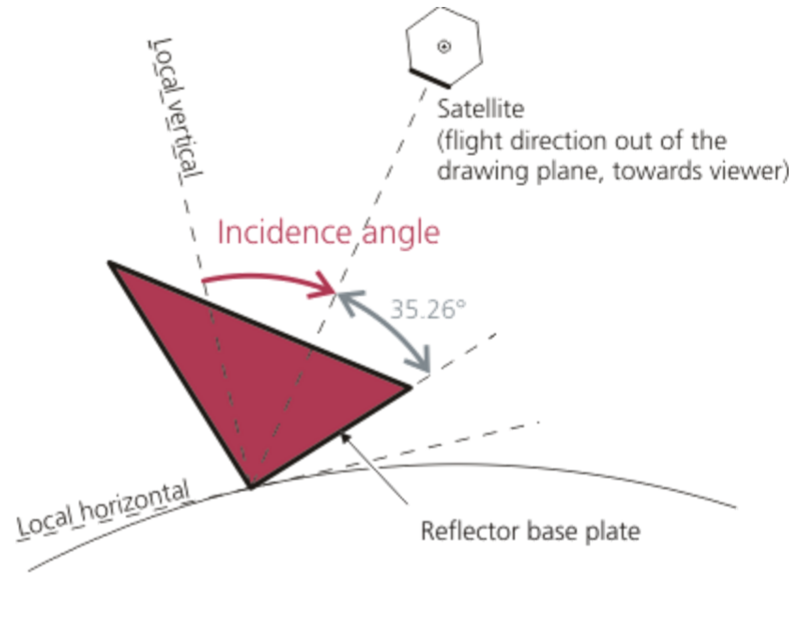 Local vertical
Satellite
(flight direction out of the
drawing plane, towards viewer)
Incidence angle
35.26°
Local horizontal
Reflector base plate